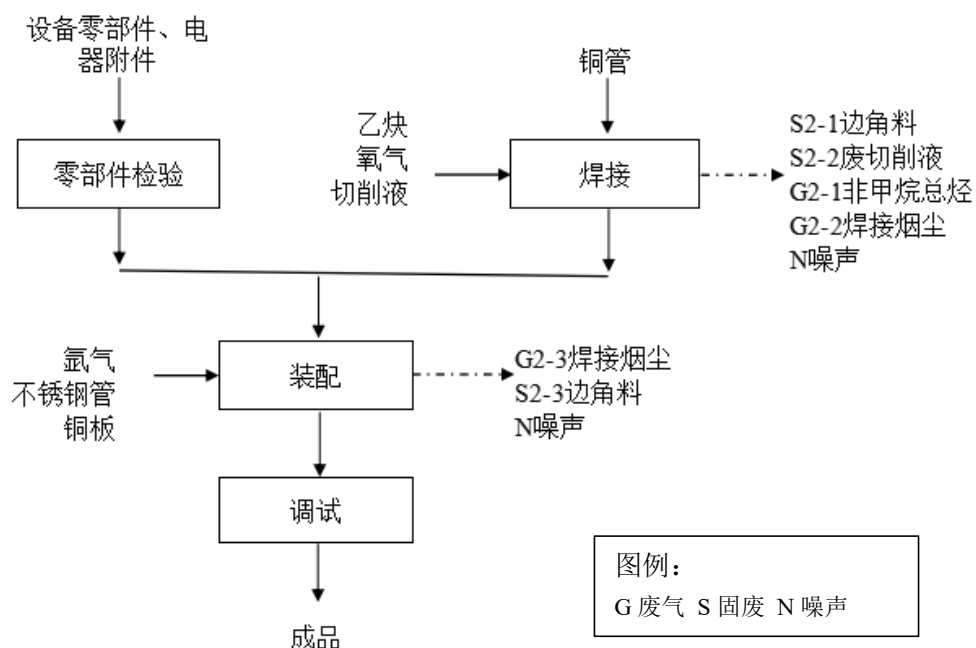 设备零部件、电
器附件
铜管
乙炔
氧气
切削液
零部件检验
焊接
S2-1边角料
S2-2废切削液
G2-1非甲烷总烃
G2-2焊接烟尘
N噪声
氩气
不锈钢管
铜板
装配
G2-3焊接烟尘
S2-3边角料
N噪声
调试
成品
图例：
G 废气 S 固废 N 噪声